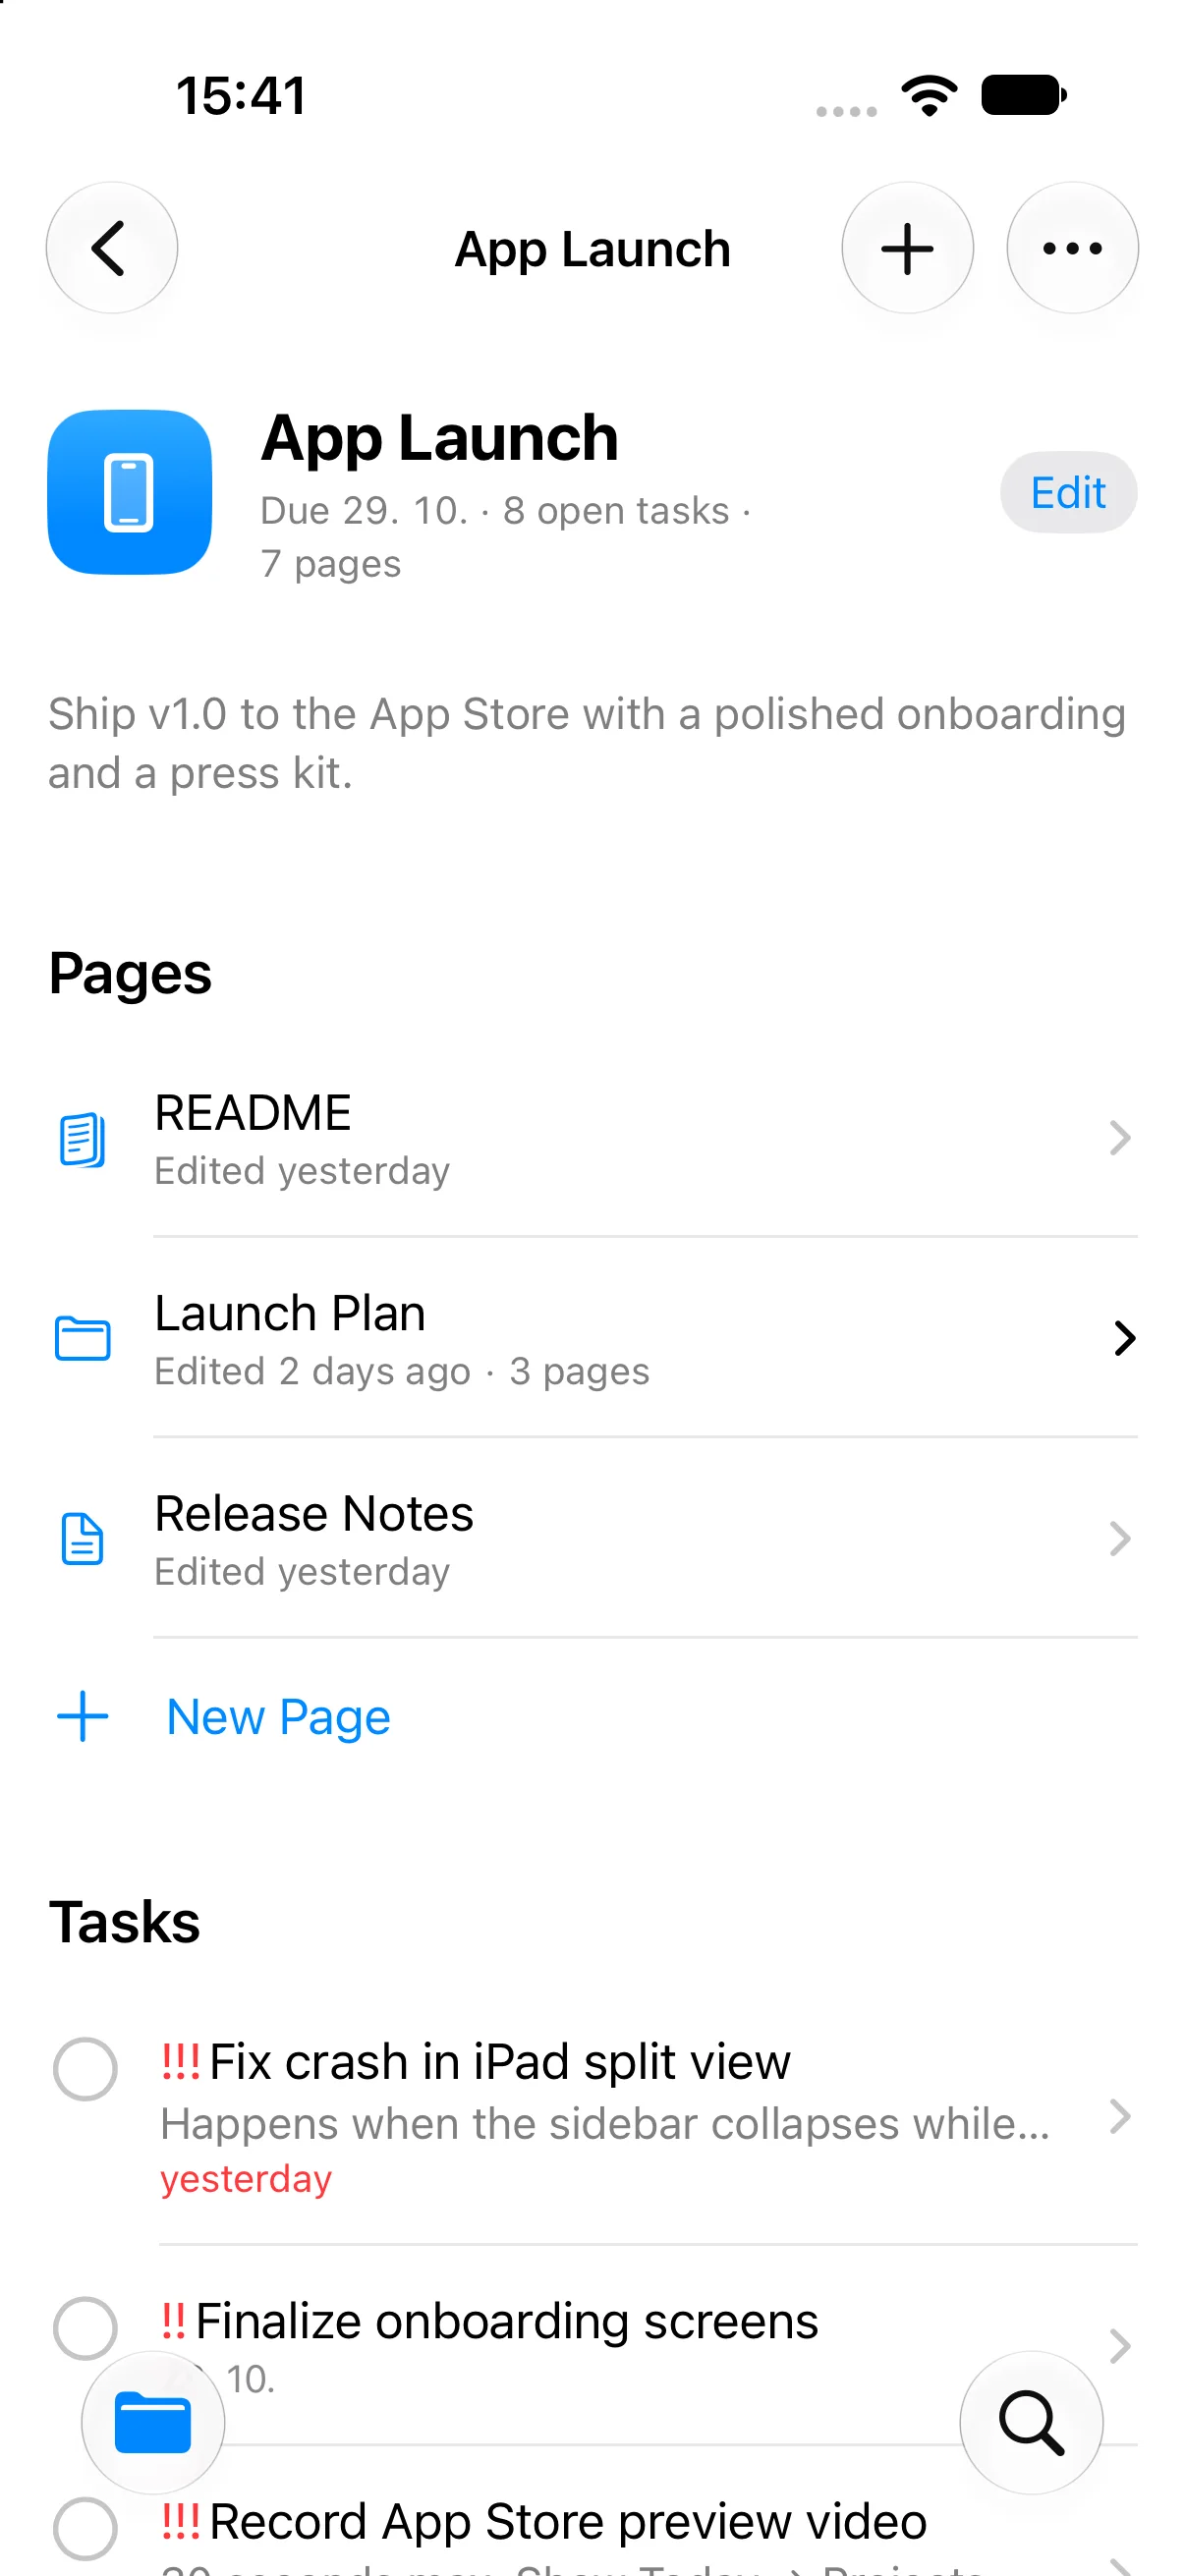 15:41
App Launch
App Launch
Edit
Due 29. 10. · 8 open tasks ·
7 pages
Ship v1.0 to the App Store with a polished onboarding
and a press kit.
Pages
README
Edited yesterday
Launch Plan
Edited 2 days ago · 3 pages
Release Notes
Edited yesterday
New Page
Tasks
!!! Fix crash in iPad split view
Happens when the sidebar collapses while...
yesterday
!! Finalize onboarding screens
10.
!!! Record App Store preview video